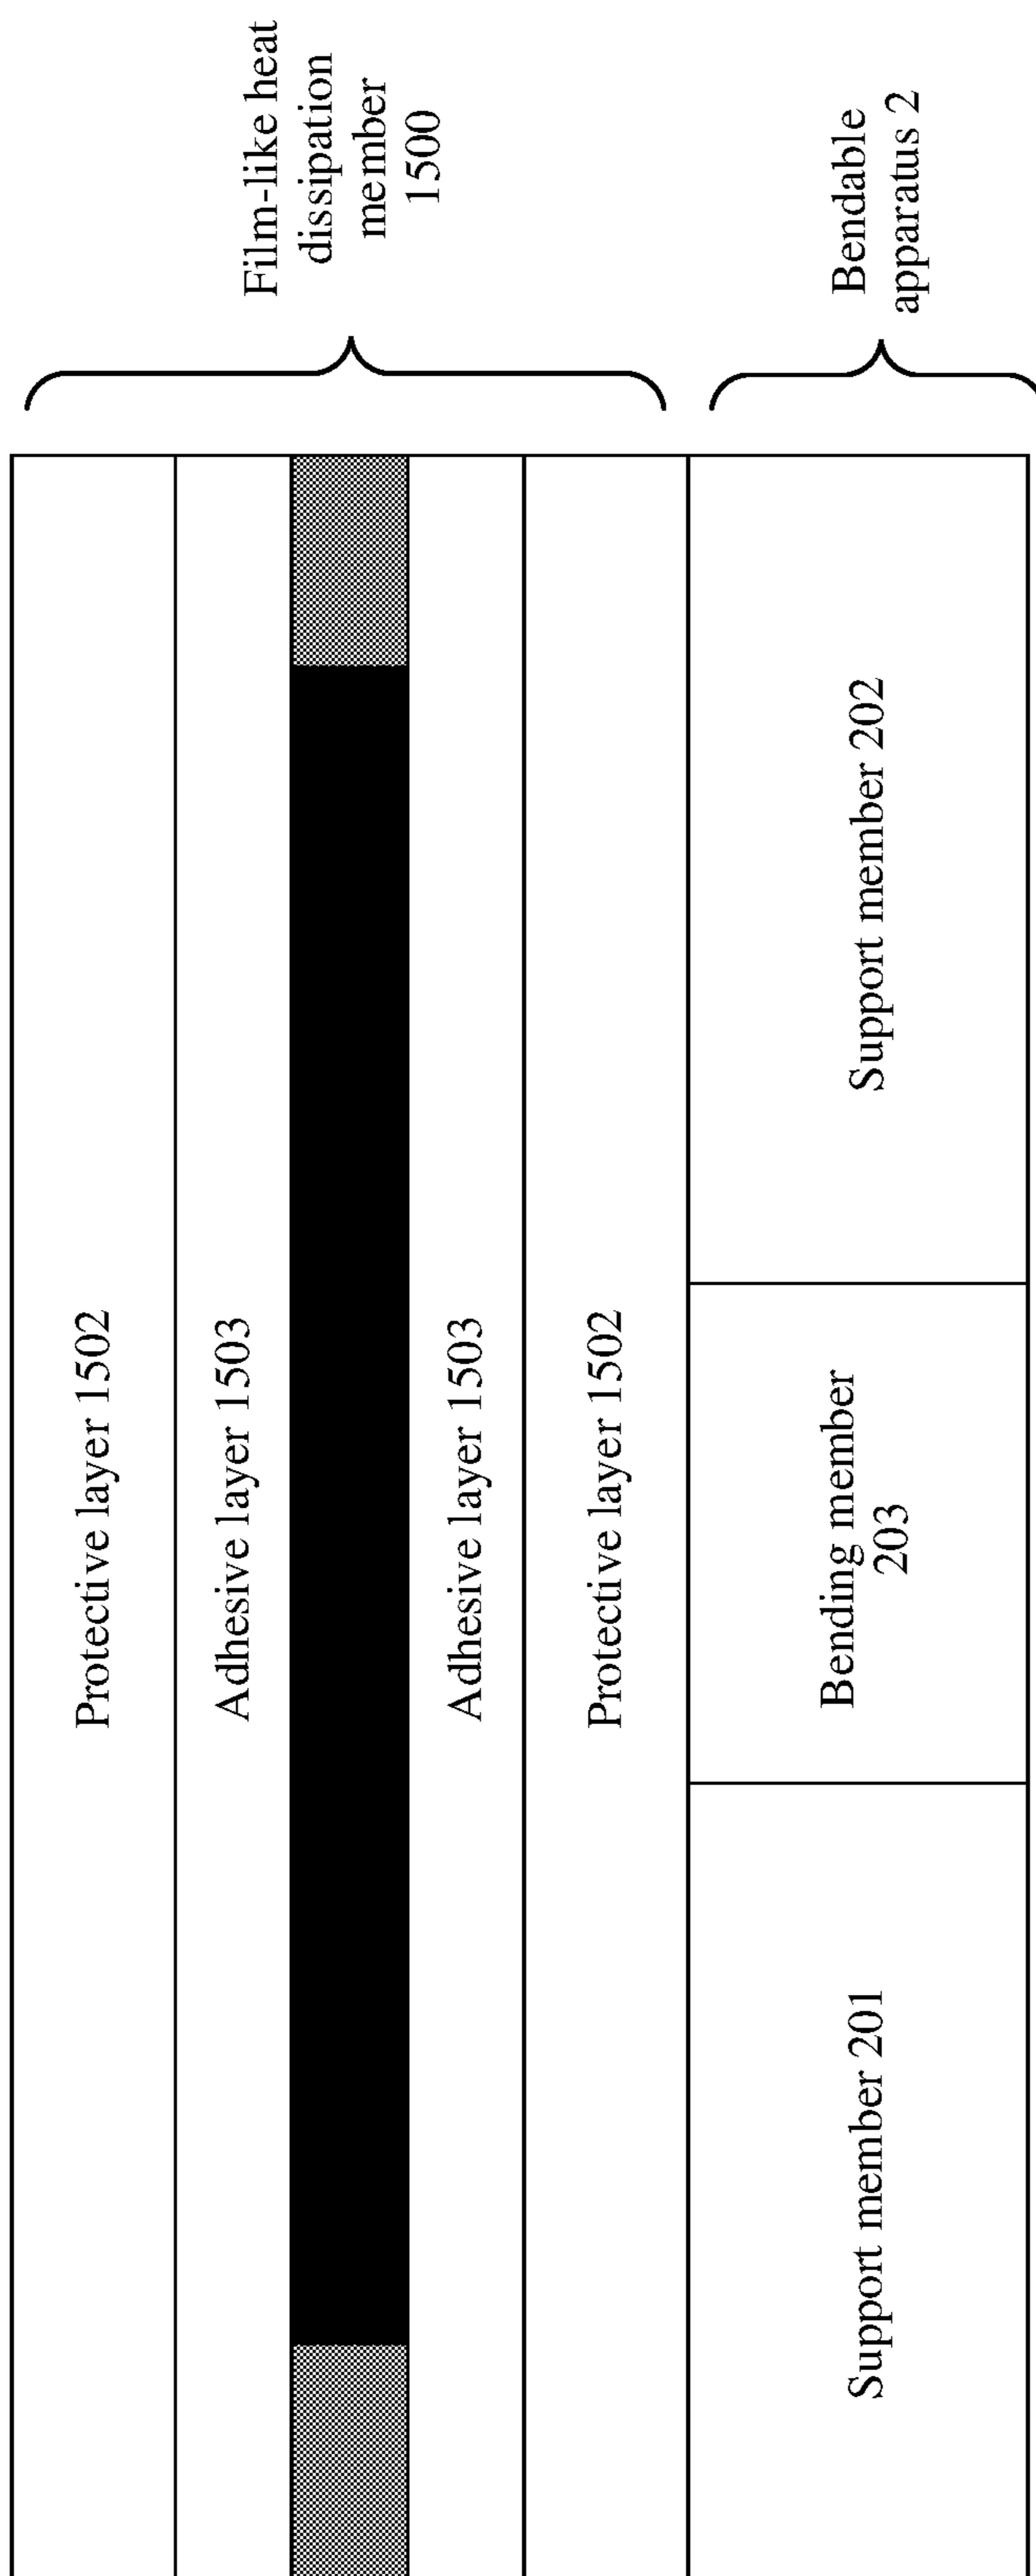 Protective layer 1502
Adhesive layer 1503
Adhesive layer 1503
Protective layer 1502
Film-like heat
dissipation
member
1500
Support member 201
Bending member
203
Support member 202
Bendable
apparatus 2